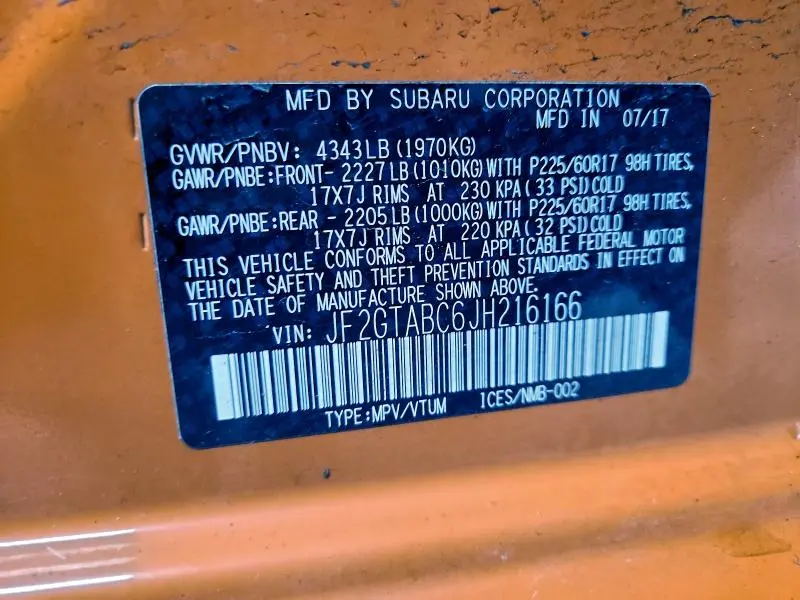 MFD BY SUBARU CORPORATION
MFD IN 07/17
GVWR/PNBV: 4343LB (1970KG)
GAWR/PNBE:FRONT- 2227LB (1010KG) WITH P225/60R17 98H TIRES,
17X7J RIMS AT 230 KPA (33 PSI) COLD
GAWR/PNBE:REAR - 2205LB (1000KG) WITH P225/60R17 98H TIRES,
17X7J RIMS AT 220 KPA (32 PSI) COLD
THIS VEHICLE CONFORMS TO ALL APPLICABLE FEDERAL MOTOR
VEHICLE SAFETY AND THEFT PREVENTION STANDARDS IN EFFECT ON
THE DATE OF MANUFACTURE SHOWN ABOVE.
VIN: JF2GTABC6JH216166
TYPE:MPV/VTUM 1CES/NMB-002